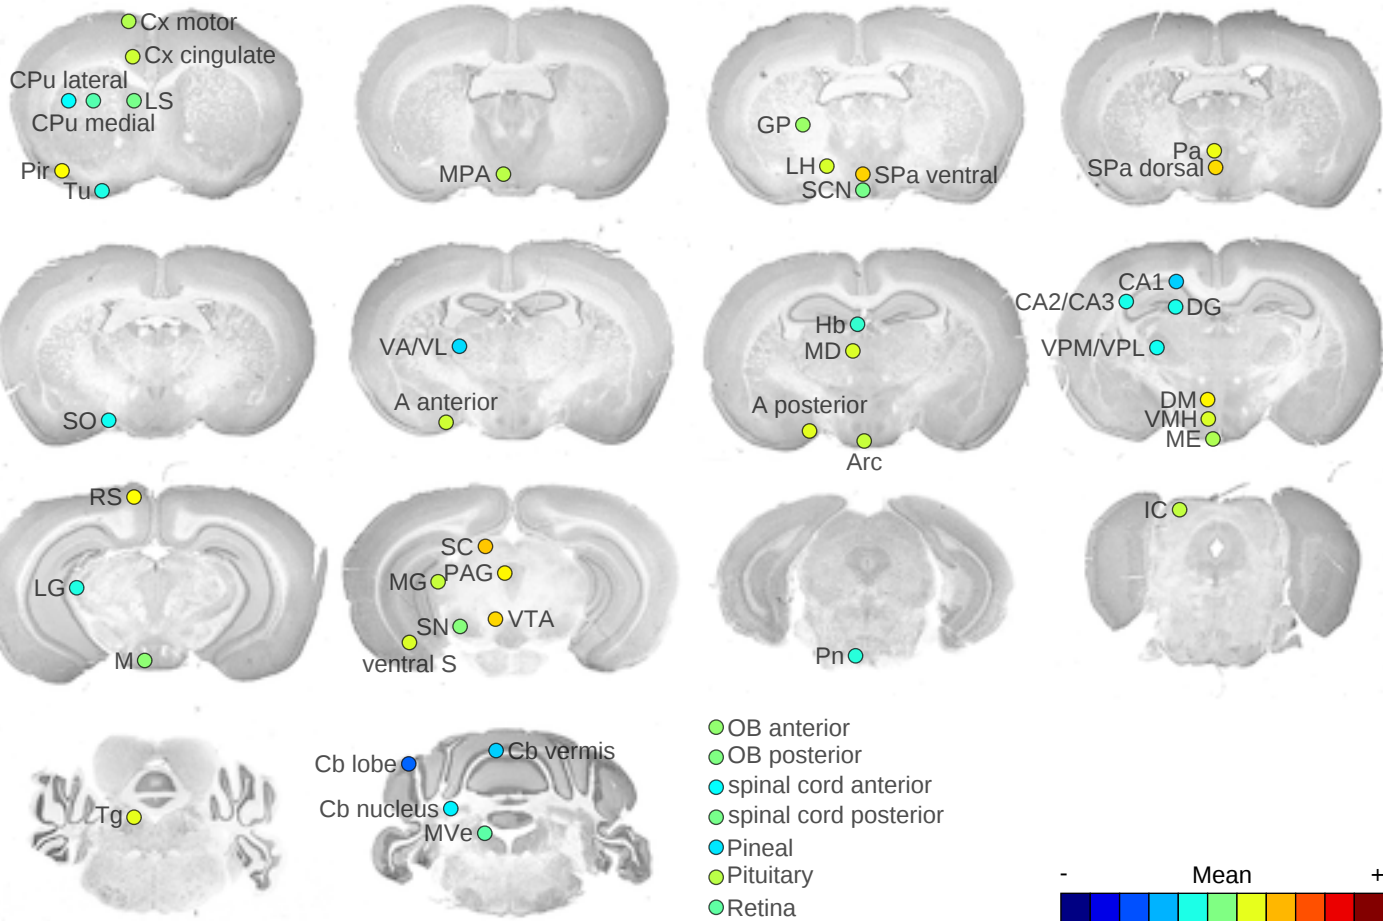 Cx motor
Cx cingulate
CPu lateral
LS
CPu medial
Pir
Tu
MPA
GP
LH
SPa ventral
SCN
Pa
SPa dorsal
SO
VA/VL
A anterior
Hb
MD
A posterior
Arc
CA1
CA2/CA3
DG
VPM/VPL
DM
VMH
ME
RS
LG
M
SC
MG
PAG
SN
VTA
ventral S
Pn
IC
Tg
Cb lobe
Cb vermis
Cb nucleus
MVe
OB anterior
OB posterior
spinal cord anterior
spinal cord posterior
Pineal
Pituitary
Retina
- Mean +